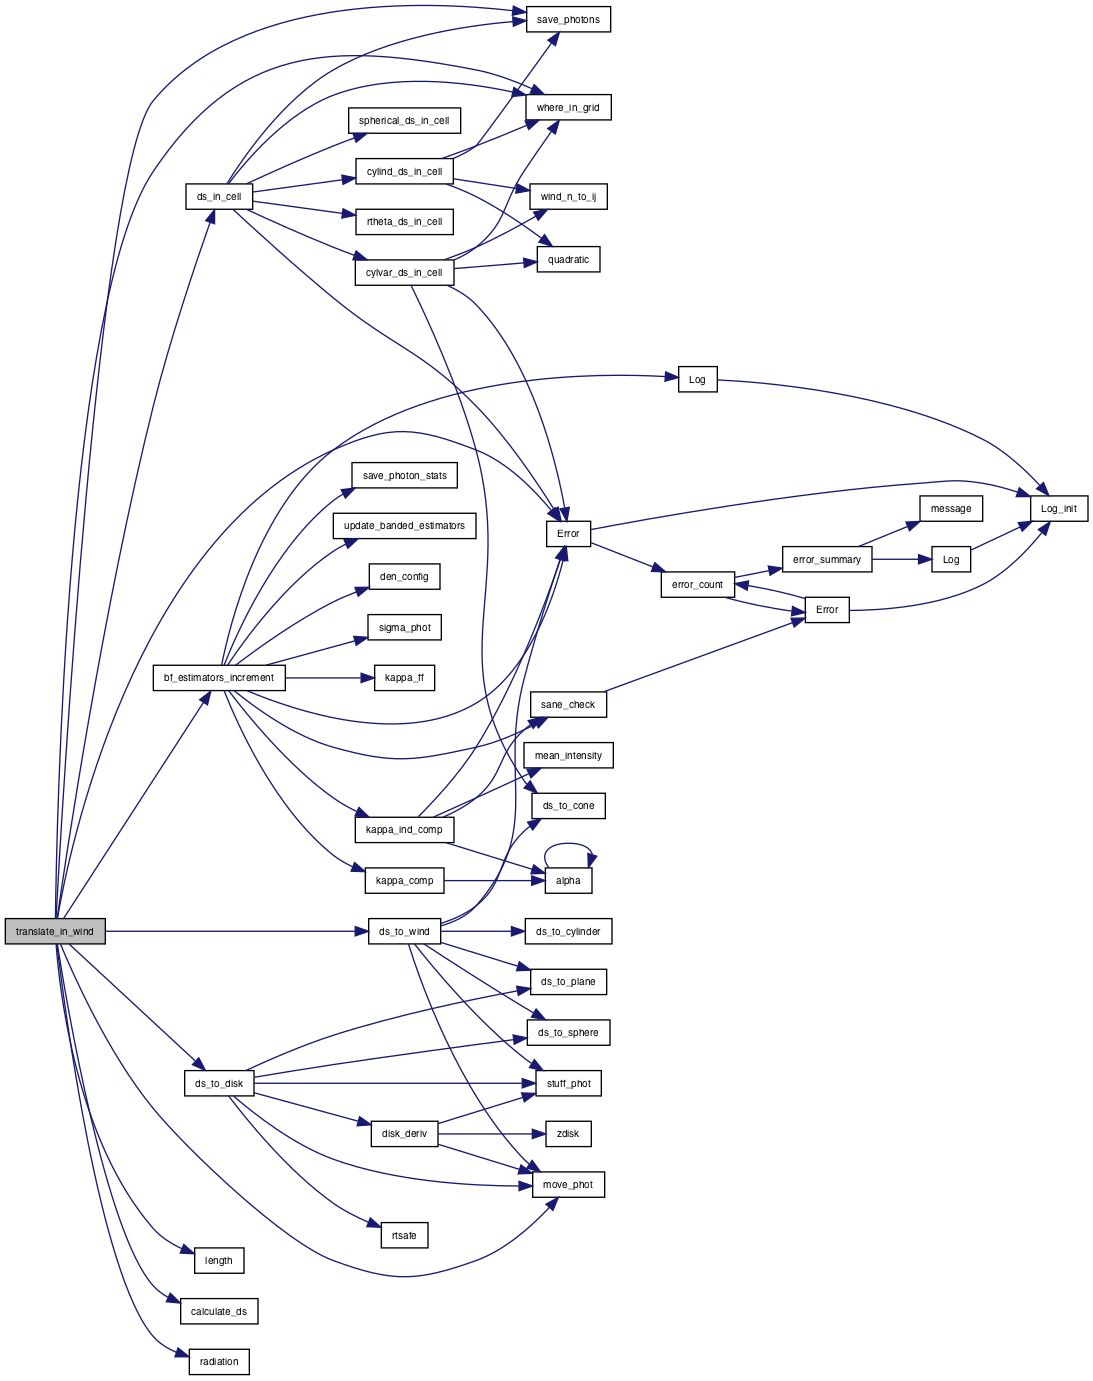 save_photons
where_in_grid
spherical_ds_in_cell
cylind_ds_in_cell
ds_in_cell
wind_n_to_ij
rtheta_ds_in_cell
quadratic
cylvar_ds_in_cell
Log
save_photon_stats
message
Log_init
update_banded_estimators
Error
error_summary
Log
den_config
error_count
Error
sigma_phot
bf_estimators_increment
kappa_ff
sane_check
mean_intensity
ds_to_cone
kappa_ind_comp
kappa_comp
alpha
translate_in_wind
ds_to_wind
ds_to_cylinder
ds_to_plane
ds_to_sphere
ds_to_disk
stuff_phot
disk_deriv
zdisk
move_phot
rtsafe
length
calculate_ds
radiation